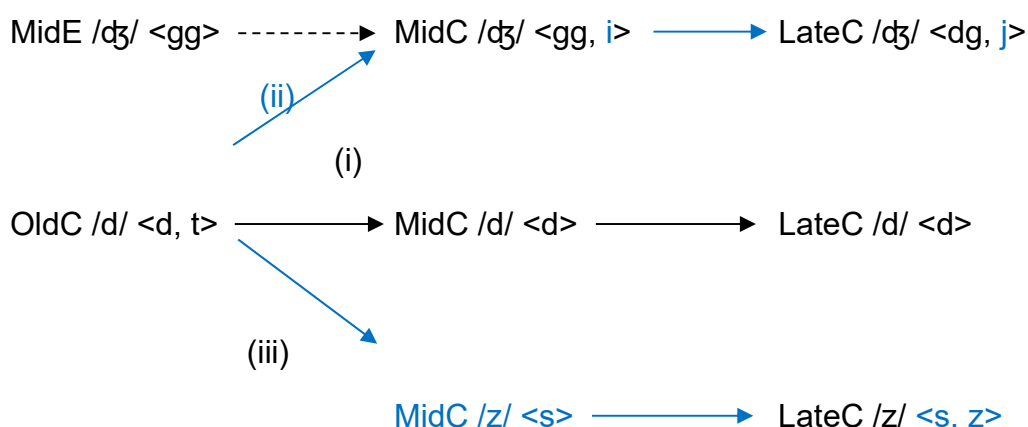 MidE /ʤ/ <gg> MidC /ʤ/ <gg, i> LateC /ʤ/ <dg, j>
(ii)
(i)
OldC /d/ <d, t> MidC /d/ <d> LateC /d/ <d>
(iii)
MidC /z/ <s> LateC /z/ <s, z>